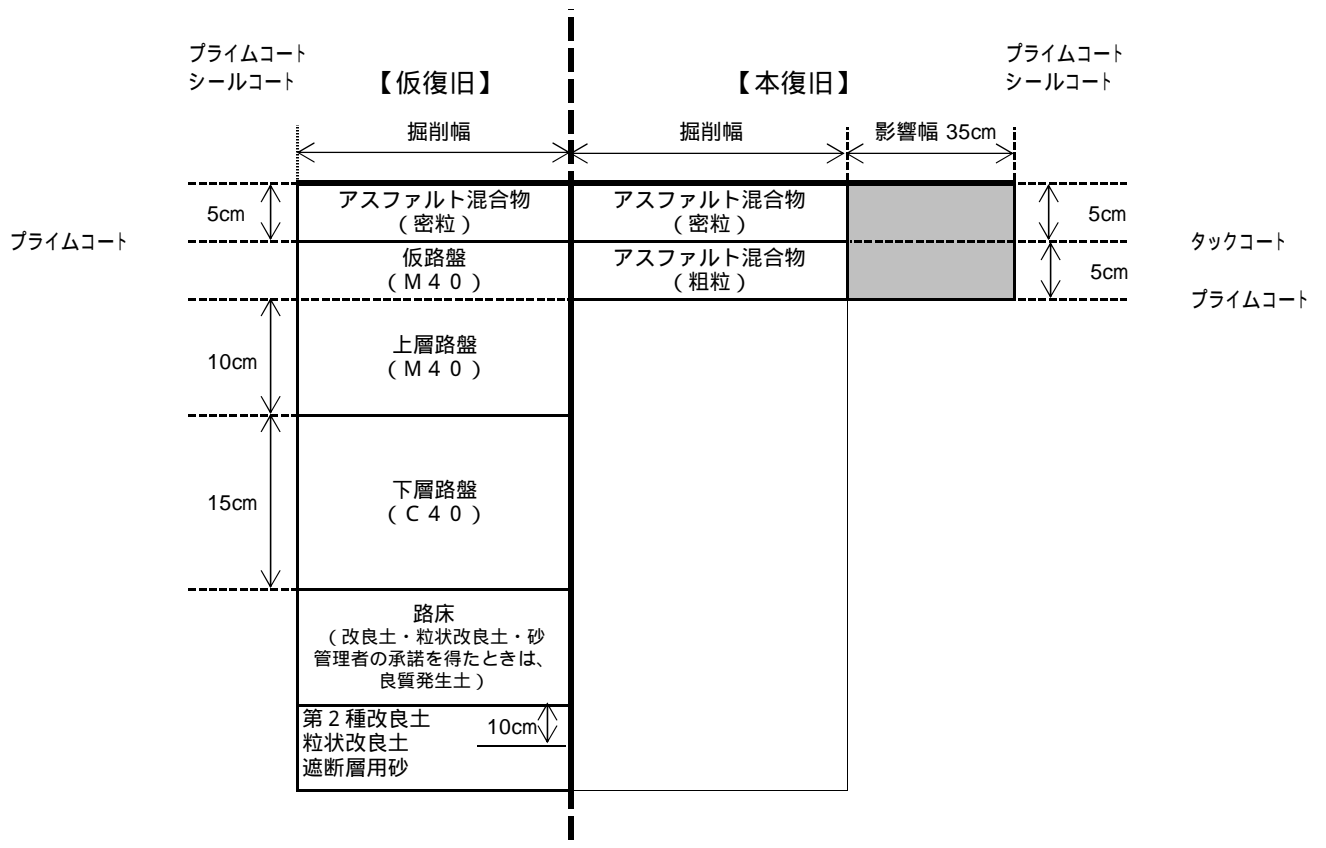 プライムコート
シールコート
【仮復旧】
【本復旧】
プライムコート
シールコート
掘削幅
掘削幅
影響幅 35cm
5cm
アスファルト混合物
（密粒）
アスファルト混合物
（密粒）
5cm
プライムコート
タックコート
仮路盤
（M40）
アスファルト混合物
（粗粒）
5cm
プライムコート
10cm
上層路盤
（M40）
15cm
下層路盤
（C40）
路床
（改良土・粒状改良土・砂
管理者の承諾を得たときは、
良質発生土）
第２種改良土
粒状改良土
遮断層用砂
10cm